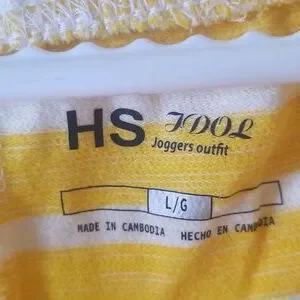 HS IDOL
Joggers outfit
L/G
MADE IN CAMBODIA HECHO EN CAMBODIA